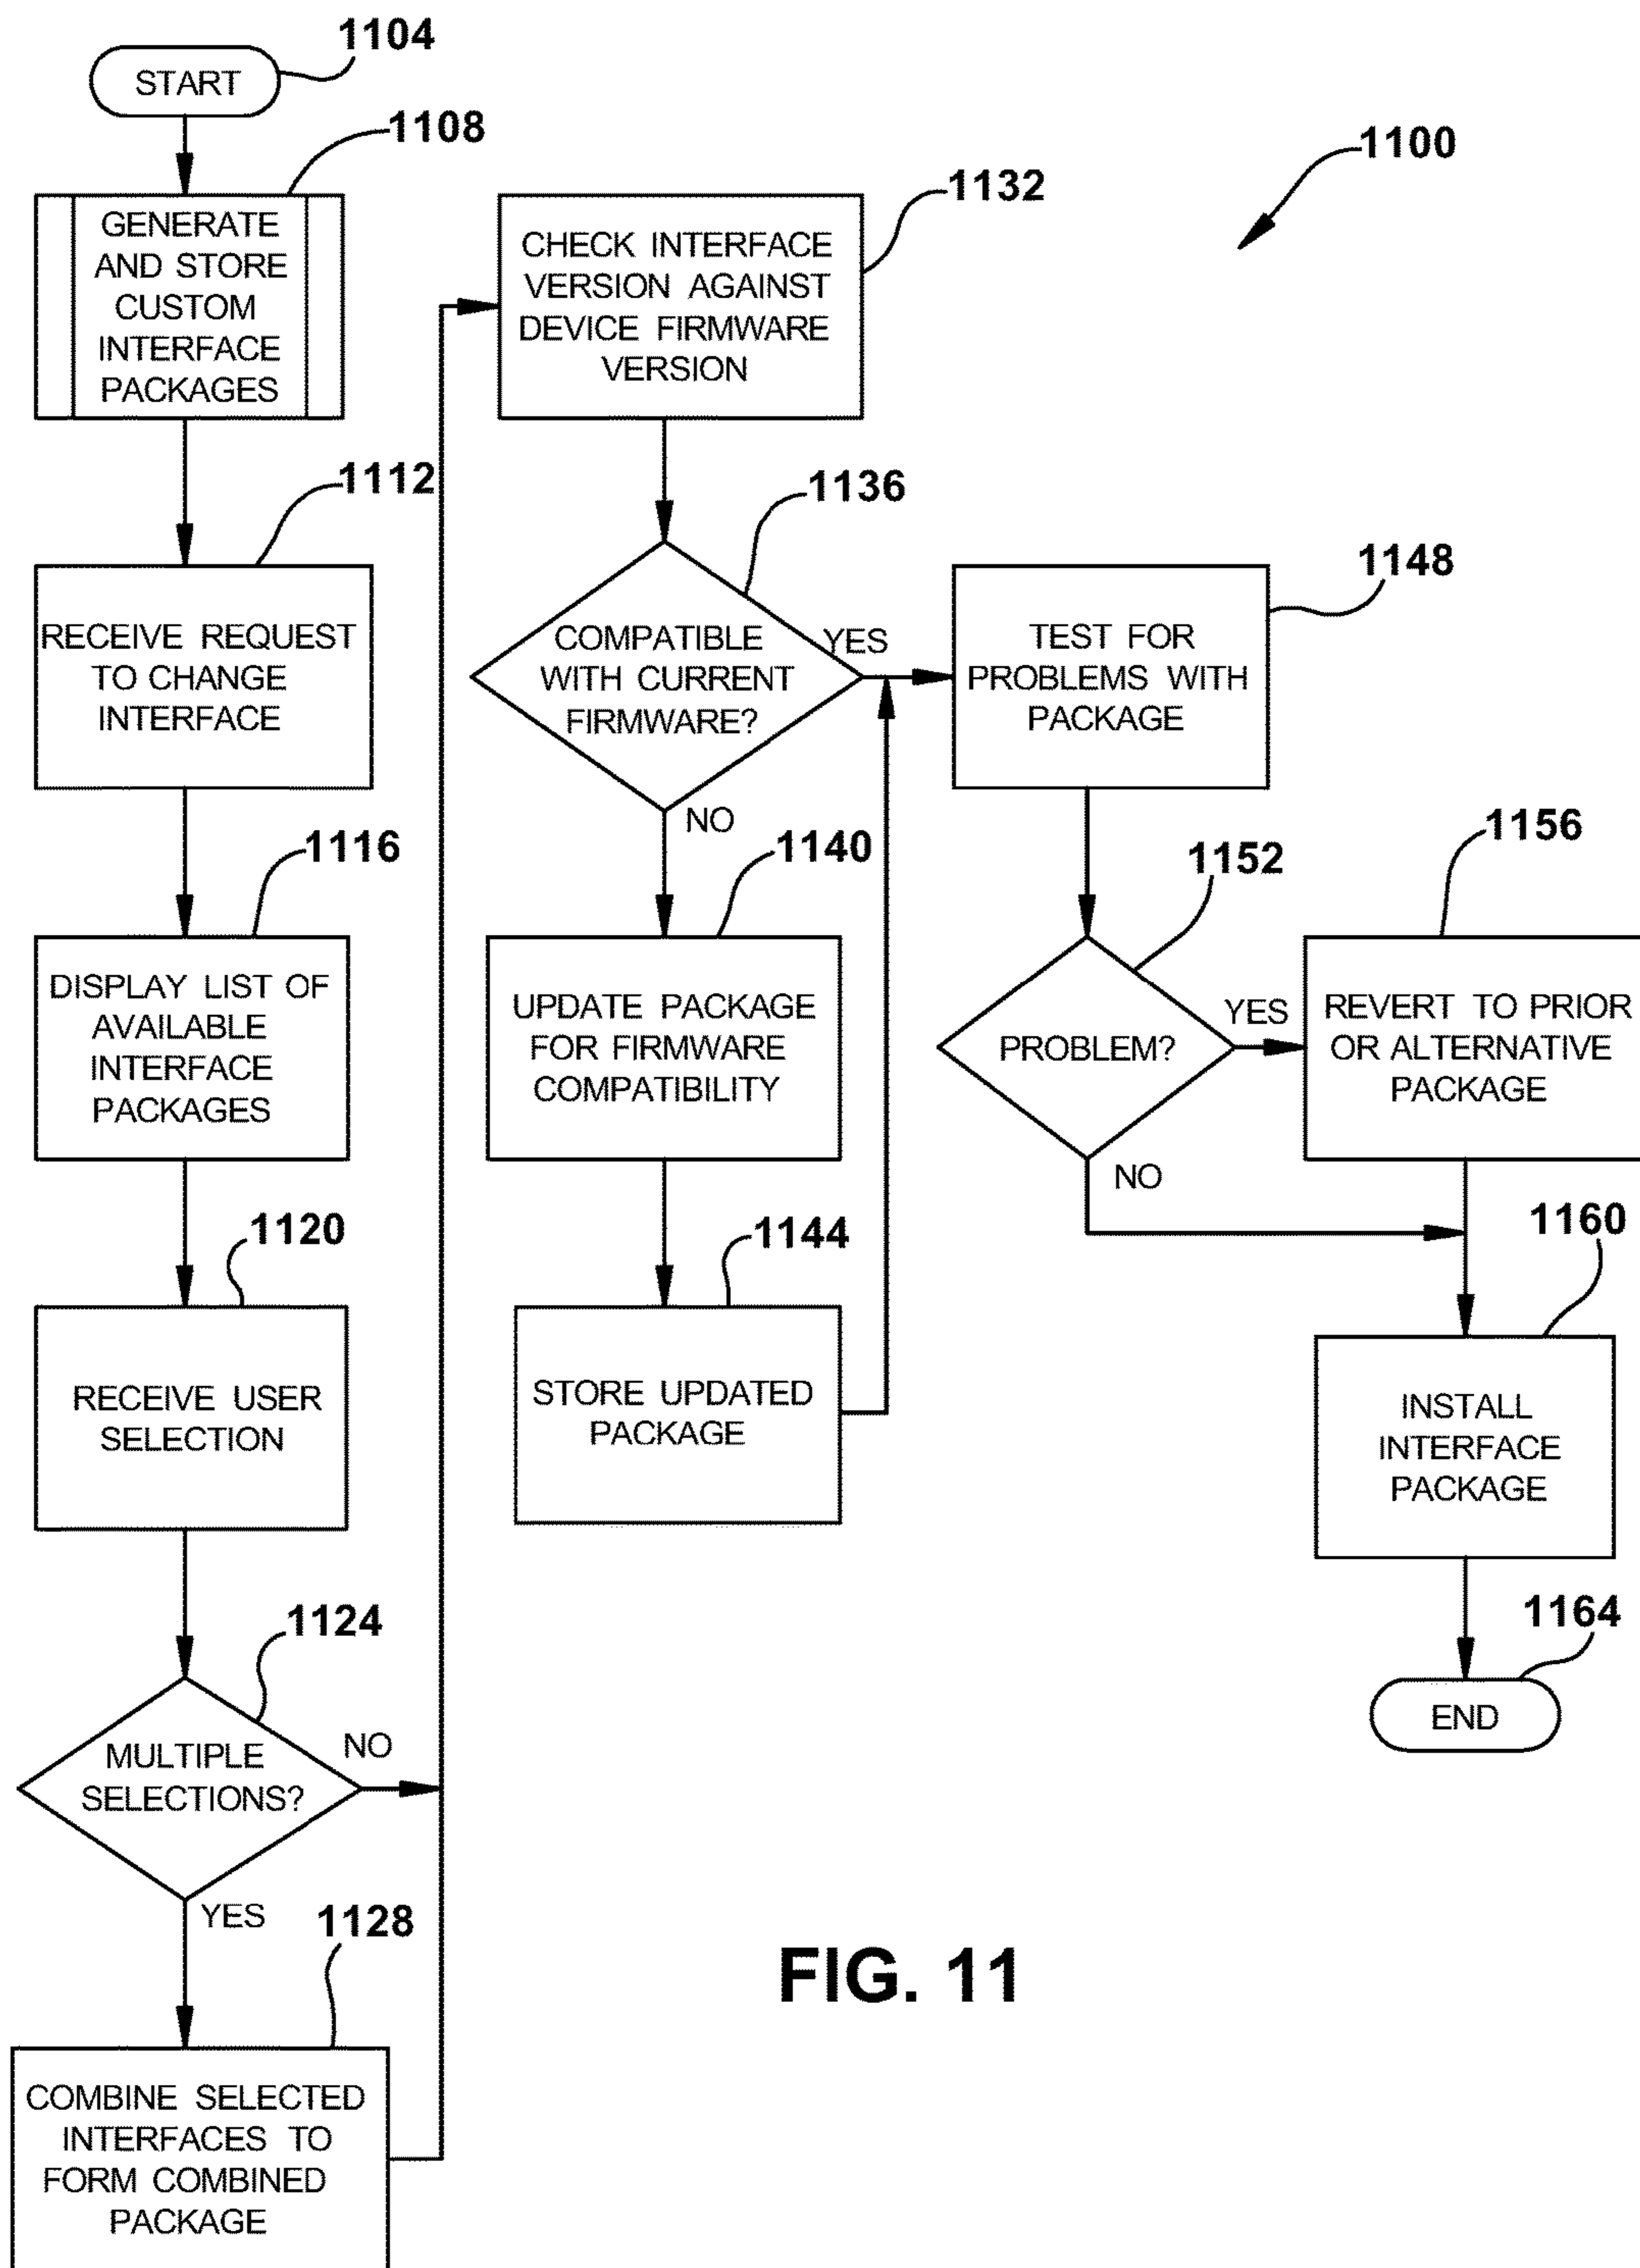 1104
START
1108
GENERATE
AND STORE
CUSTOM
INTERFACE
PACKAGES
1112
RECEIVE REQUEST
TO CHANGE
INTERFACE
1116
DISPLAY LIST OF
AVAILABLE
INTERFACE
PACKAGES
1120
RECEIVE USER
SELECTION
1124
MULTIPLE
SELECTIONS?
NO
YES
1128
COMBINE SELECTED
INTERFACES TO
FORM COMBINED
PACKAGE
1132
CHECK INTERFACE
VERSION AGAINST
DEVICE FIRMWARE
VERSION
1136
COMPATIBLE
WITH CURRENT
FIRMWARE?
YES
NO
1140
UPDATE PACKAGE
FOR FIRMWARE
COMPATIBILITY
1144
STORE UPDATED
PACKAGE
1100
1148
TEST FOR
PROBLEMS WITH
PACKAGE
1152
PROBLEM?
YES
NO
1156
REVERT TO PRIOR
OR ALTERNATIVE
PACKAGE
1160
INSTALL
INTERFACE
PACKAGE
1164
END
FIG. 11